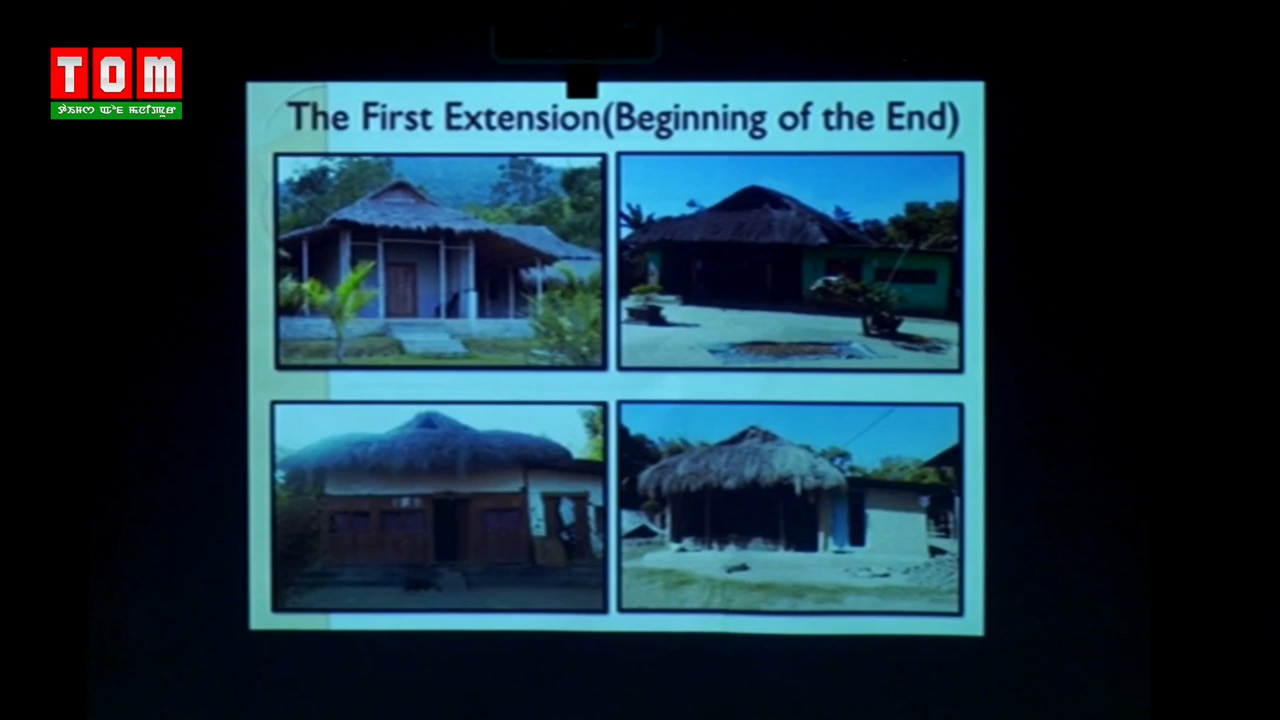 TOM
The First Extension(Beginning of the End)